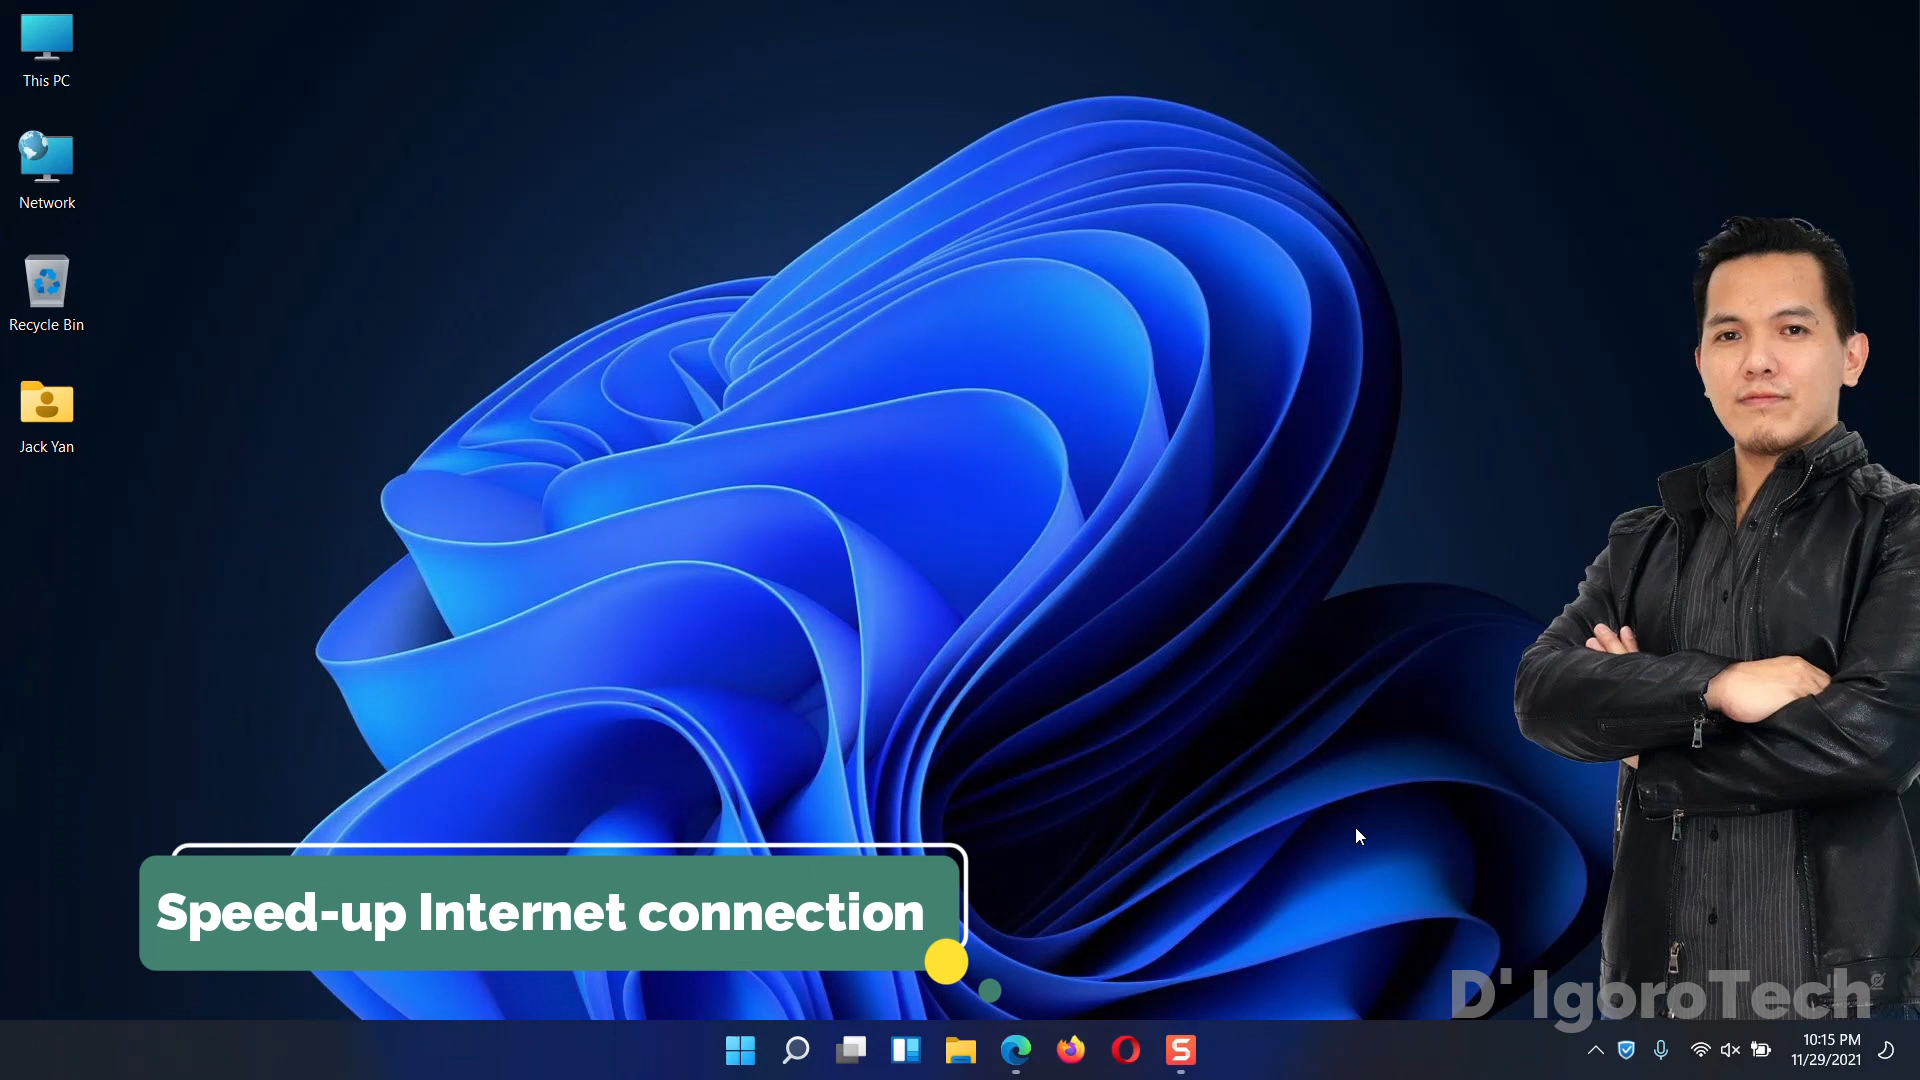 This PC
Network
Recycle Bin
Jack Yan
Speed-up Internet connection
D' IgoroTech
10:15 PM
11/29/2021